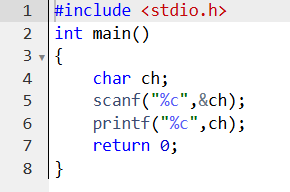 1 #include <stdio.h>
2 int main()
3 {
4     char ch;
5     scanf("%c",&ch);
6     printf("%c",ch);
7     return 0;
8 }